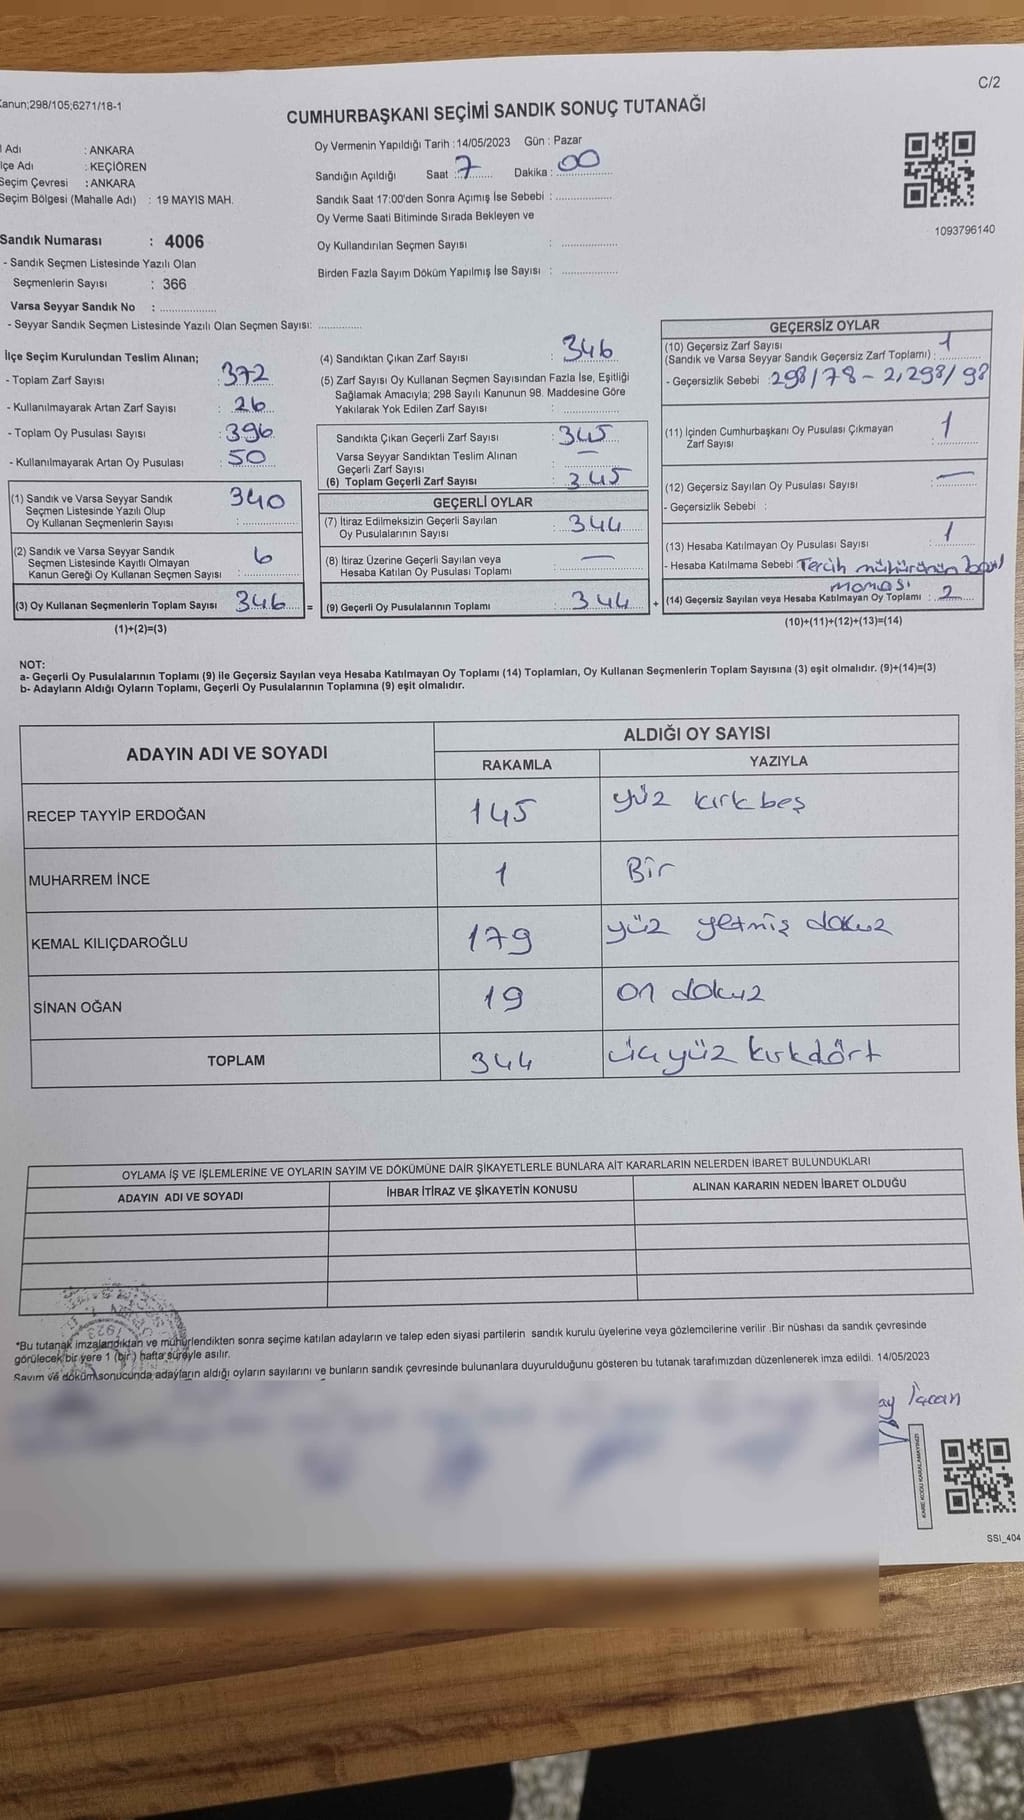 C/2
Kanun;298/105;6271/18-1
CUMHURBAŞKANI SEÇİMİ SANDIK SONUÇ TUTANAĞI
Adı : ANKARA
İlçe Adı : KEÇİÖREN
Seçim Çevresi : ANKARA
Seçim Bölgesi (Mahalle Adı) : 19 MAYIS MAH.
Oy Vermenin Yapıldığı Tarih :14/05/2023 Gün : Pazar
Sandığın Açıldığı Saat : 7 Dakika : 00
Sandık Saat 17:00'den Sonra Açımış İse Sebebi :
Oy Verme Saati Bitiminde Sırada Bekleyen ve
Oy Kullandırılan Seçmen Sayısı :
Birden Fazla Sayım Döküm Yapılmış İse Sayısı :
1093796140
Sandık Numarası : 4006
- Sandık Seçmen Listesinde Yazılı Olan
Seçmenlerin Sayısı : 366
Varsa Seyyar Sandık No :
- Seyyar Sandık Seçmen Listesinde Yazılı Olan Seçmen Sayısı:
İlçe Seçim Kurulundan Teslim Alınan;
- Toplam Zarf Sayısı : 372
- Kullanılmayarak Artan Zarf Sayısı : 26
- Toplam Oy Pusulası Sayısı : 396
- Kullanılmayarak Artan Oy Pusulası : 50
(1) Sandık ve Varsa Seyyar Sandık
Seçmen Listesinde Yazılı Olup
Oy Kullanan Seçmenlerin Sayısı : 340
(2) Sandık ve Varsa Seyyar Sandık
Seçmen Listesinde Kayıtlı Olmayan
Kanun Gereği Oy Kullanan Seçmen Sayısı : 6
(3) Oy Kullanan Seçmenlerin Toplam Sayısı 346 =
(1)+(2)=(3)
(4) Sandıktan Çıkan Zarf Sayısı : 346
(5) Zarf Sayısı Oy Kullanan Seçmen Sayısından Fazla İse, Eşitliği
Sağlamak Amacıyla; 298 Sayılı Kanunun 98. Maddesine Göre
Yakılarak Yok Edilen Zarf Sayısı :
Sandıkta Çıkan Geçerli Zarf Sayısı : 345
Varsa Seyyar Sandıktan Teslim Alınan
Geçerli Zarf Sayısı : —
(6) Toplam Geçerli Zarf Sayısı : 345
GEÇERLİ OYLAR
(7) İtiraz Edilmeksizin Geçerli Sayılan
Oy Pusulalarının Sayısı : 344
(8) İtiraz Üzerine Geçerli Sayılan veya
Hesaba Katılan Oy Pusulası Toplamı : —
(9) Geçerli Oy Pusulalarının Toplamı : 344 +
GEÇERSİZ OYLAR
(10) Geçersiz Zarf Sayısı
(Sandık ve Varsa Seyyar Sandık Geçersiz Zarf Toplamı) : 1
- Geçersizlik Sebebi : 298/78-2,298/98
(11) İçinden Cumhurbaşkanı Oy Pusulası Çıkmayan
Zarf Sayısı : 1
(12) Geçersiz Sayılan Oy Pusulası Sayısı : —
- Geçersizlik Sebebi :
(13) Hesaba Katılmayan Oy Pusulası Sayısı : 1
- Hesaba Katılmama Sebebi Tercih mühürünün basıl
maması
(14) Geçersiz Sayılan veya Hesaba Katılmayan Oy Toplamı : 2
(10)+(11)+(12)+(13)=(14)
NOT:
a- Geçerli Oy Pusulalarının Toplamı (9) ile Geçersiz Sayılan veya Hesaba Katılmayan Oy Toplamı (14) Toplamları, Oy Kullanan Seçmenlerin Toplam Sayısına (3) eşit olmalıdır. (9)+(14)=(3)
b- Adayların Aldığı Oyların Toplamı, Geçerli Oy Pusulalarının Toplamına (9) eşit olmalıdır.
ADAYIN ADI VE SOYADI
ALDIĞI OY SAYISI
RAKAMLA YAZIYLA
RECEP TAYYİP ERDOĞAN 145 yüz kırk beş
MUHARREM İNCE 1 Bir
KEMAL KILIÇDAROĞLU 179 yüz yetmiş dokuz
SİNAN OĞAN 19 on dokuz
TOPLAM 344 üçyüz kırkdört
OYLAMA İŞ VE İŞLEMLERİNE VE OYLARIN SAYIM VE DÖKÜMÜNE DAİR ŞİKAYETLERLE BUNLARA AİT KARARLARIN NELERDEN İBARET BULUNDUKLARI
ADAYIN ADI VE SOYADI İHBAR İTİRAZ VE ŞİKAYETİN KONUSU ALINAN KARARIN NEDEN İBARET OLDUĞU
1923
*Bu tutanak imzalandıktan ve mühürlendikten sonra seçime katılan adayların ve talep eden siyasi partilerin sandık kurulu üyelerine veya gözlemcilerine verilir .Bir nüshası da sandık çevresinde
görülecek bir yere 1 (bir) hafta süreyle asılır.
Sayım ve döküm sonucunda adayların aldığı oyların sayılarını ve bunların sandık çevresinde bulunanlara duyurulduğunu gösteren bu tutanak tarafımızdan düzenlenerek imza edildi. 14/05/2023
KARE KODU KARALAMAYINIZ!
SSI_404